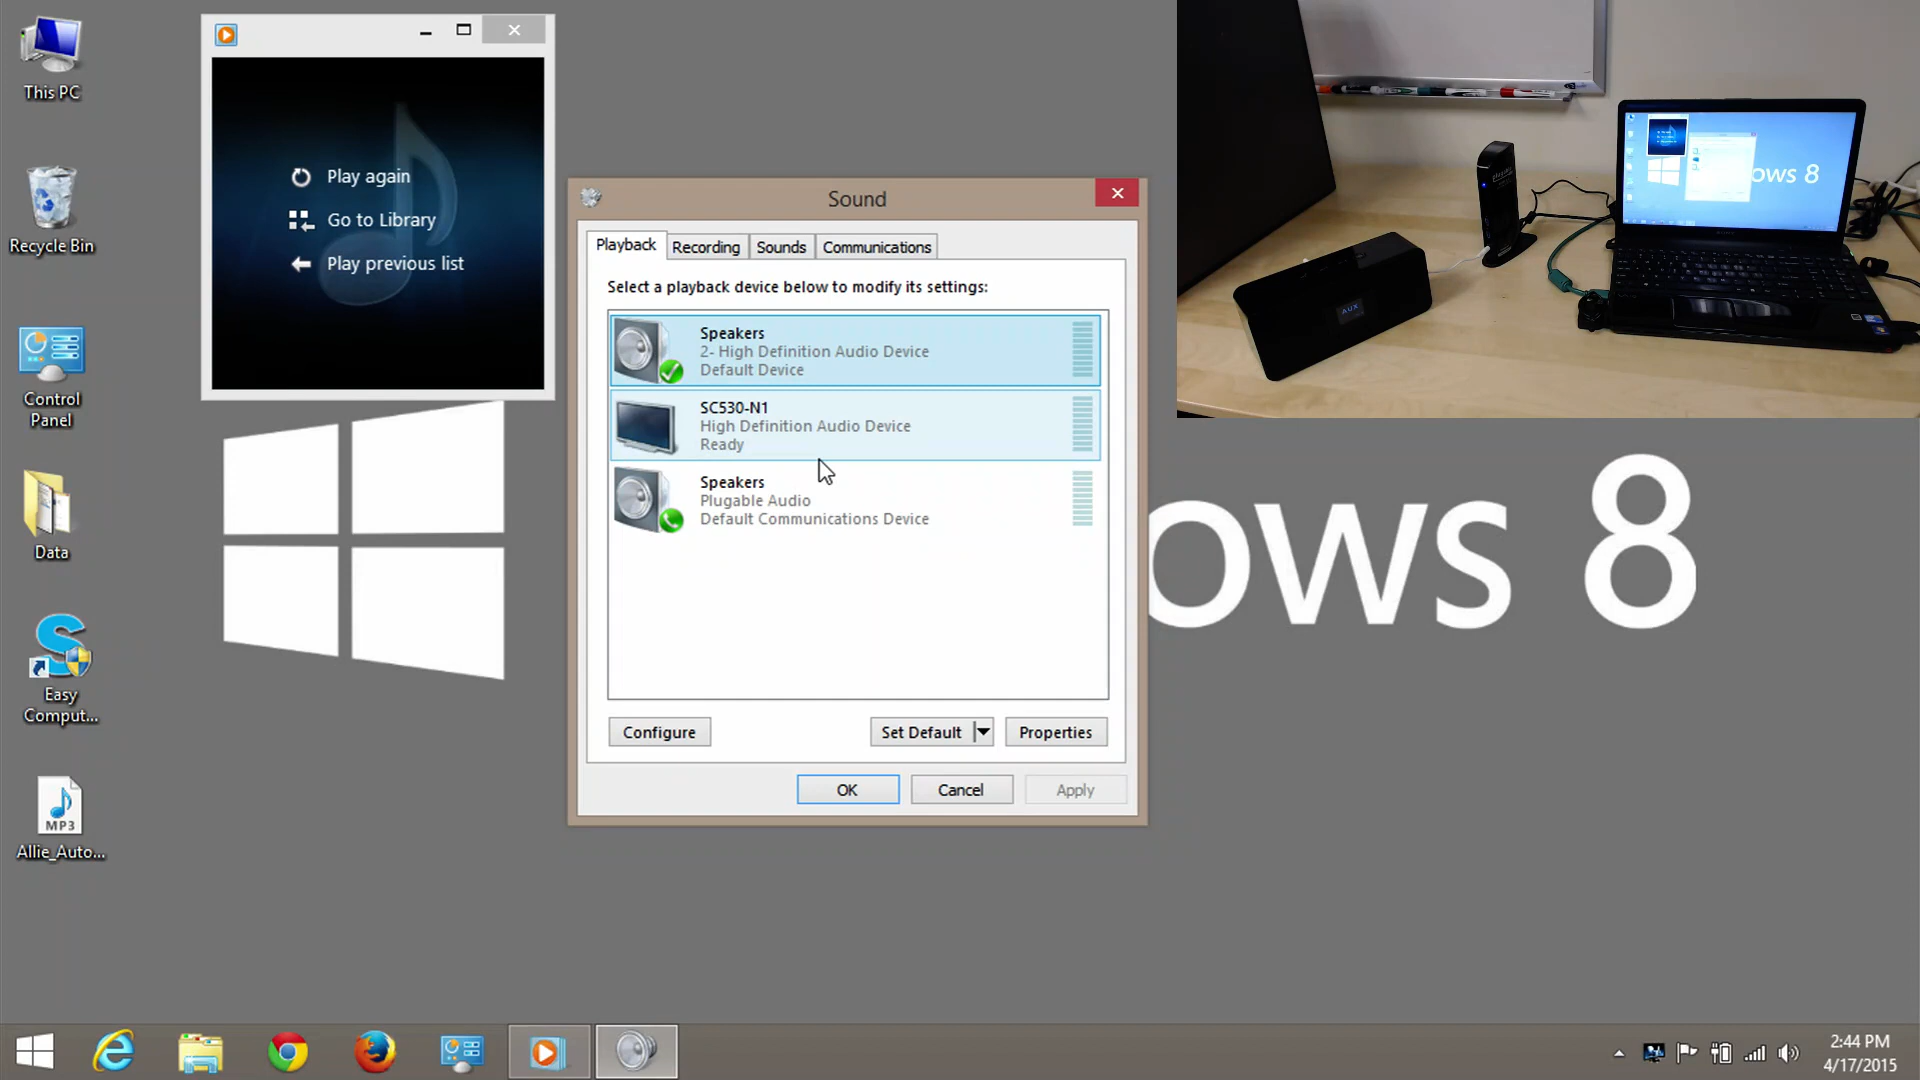 This PC
Recycle Bin
Control
Panel
Data
Easy
Comput...
MP3
Allie_Auto...
Play again
Go to Library
Play previous list
Sound
Playback
Recording
Sounds
Communications
Select a playback device below to modify its settings:
Speakers
2- High Definition Audio Device
Default Device
SC530-N1
High Definition Audio Device
Ready
Speakers
Plugable Audio
Default Communications Device
Configure
Set Default
Properties
OK
Cancel
Apply
ows 8
AUX
ows 8
2:44 PM
4/17/2015